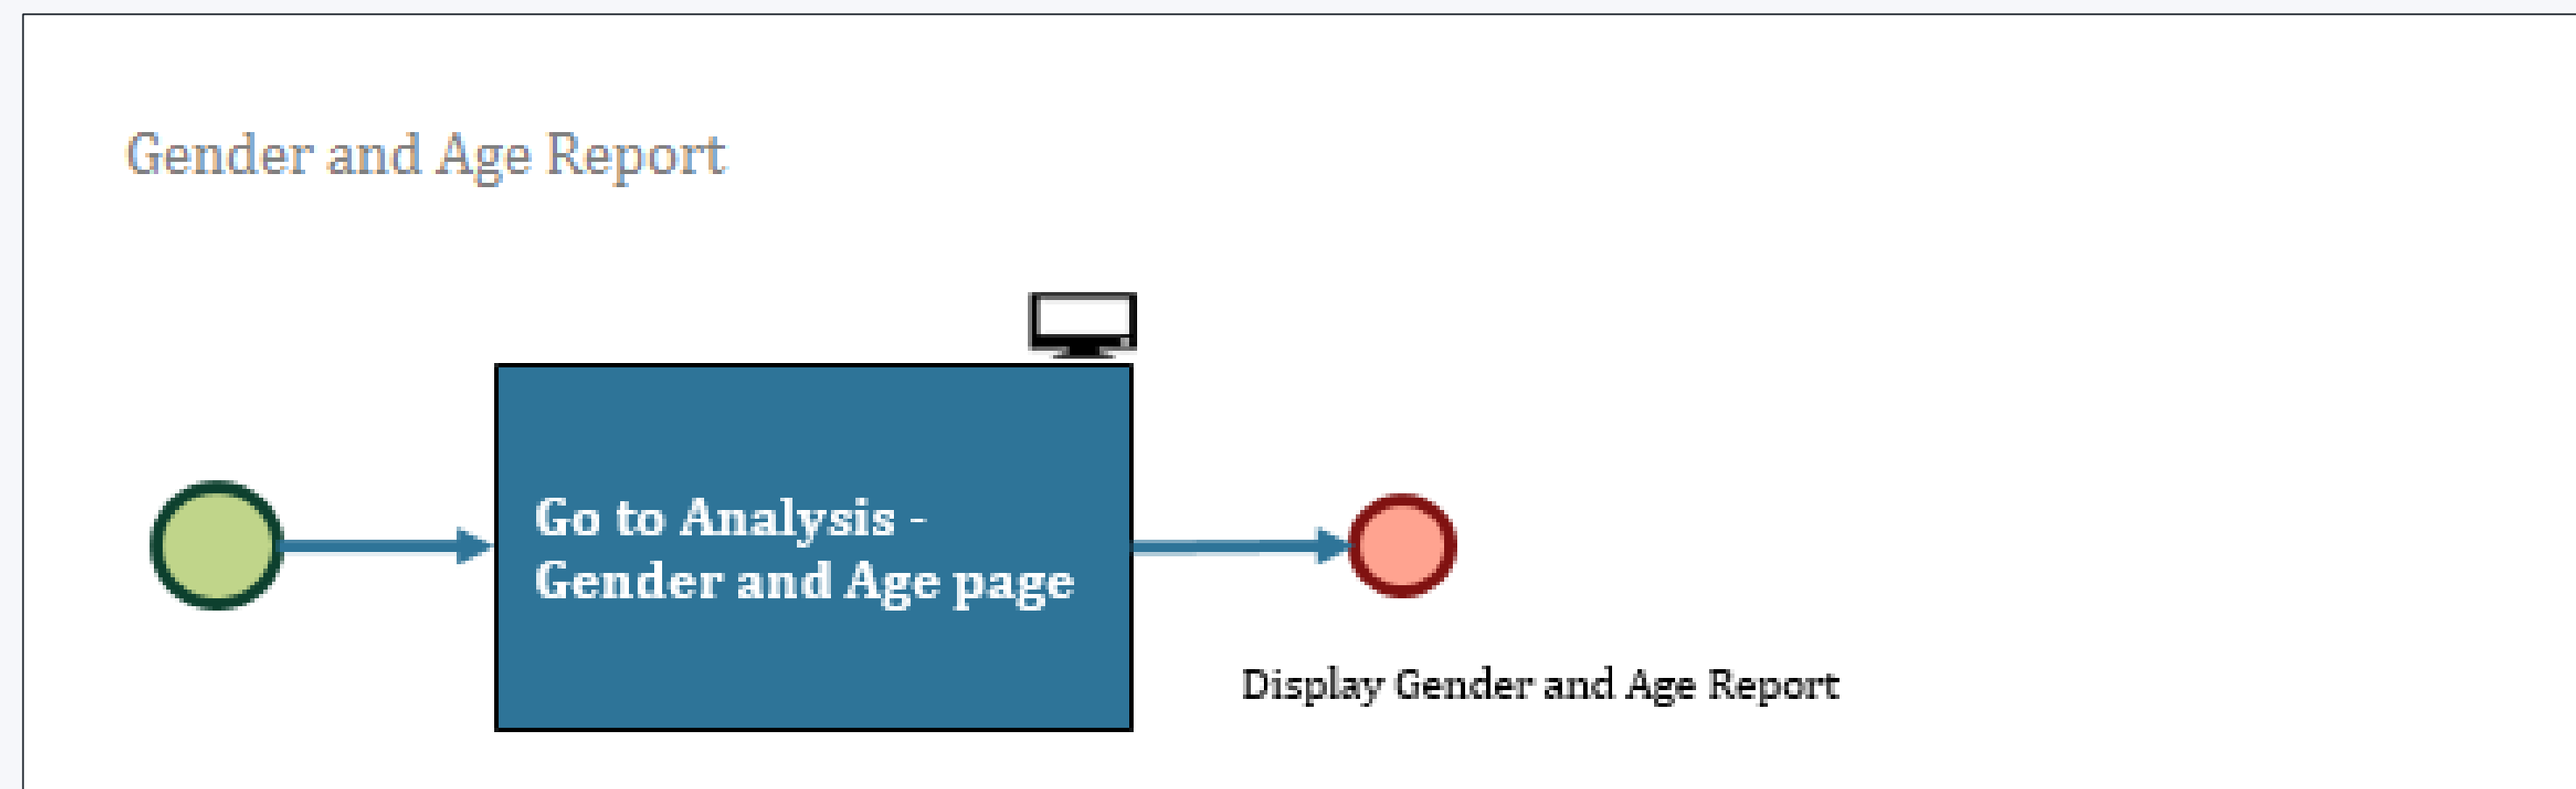 Gender and Age Report
Go to Analysis -
Gender and Age page
Display Gender and Age Report